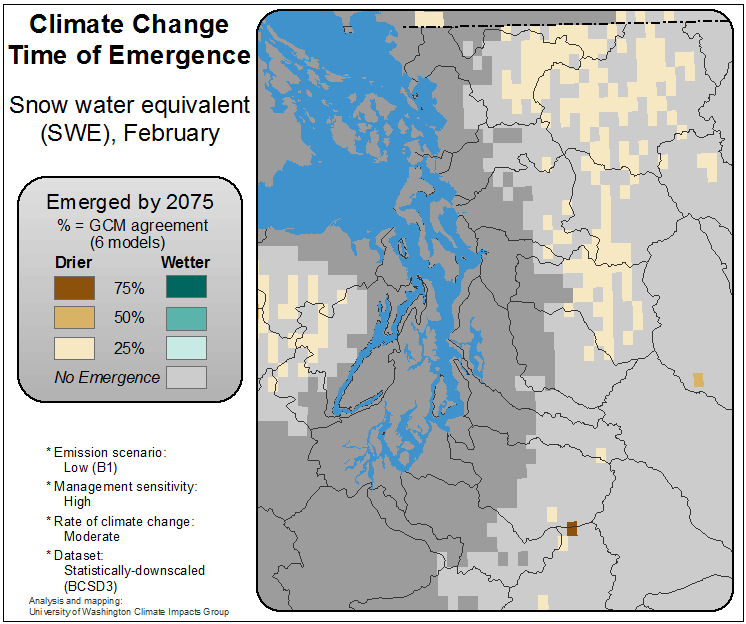 Climate Change
Time of Emergence
Snow water equivalent
(SWE), February
Emerged by 2075
% = GCM agreement
(6 models)
Drier Wetter
75%
50%
25%
No Emergence
* Emission scenario:
Low (B1)
* Management sensitivity:
High
* Rate of climate change:
Moderate
* Dataset:
Statistically-downscaled
(BCSD3)
Analysis and mapping:
University of Washington Climate Impacts Group